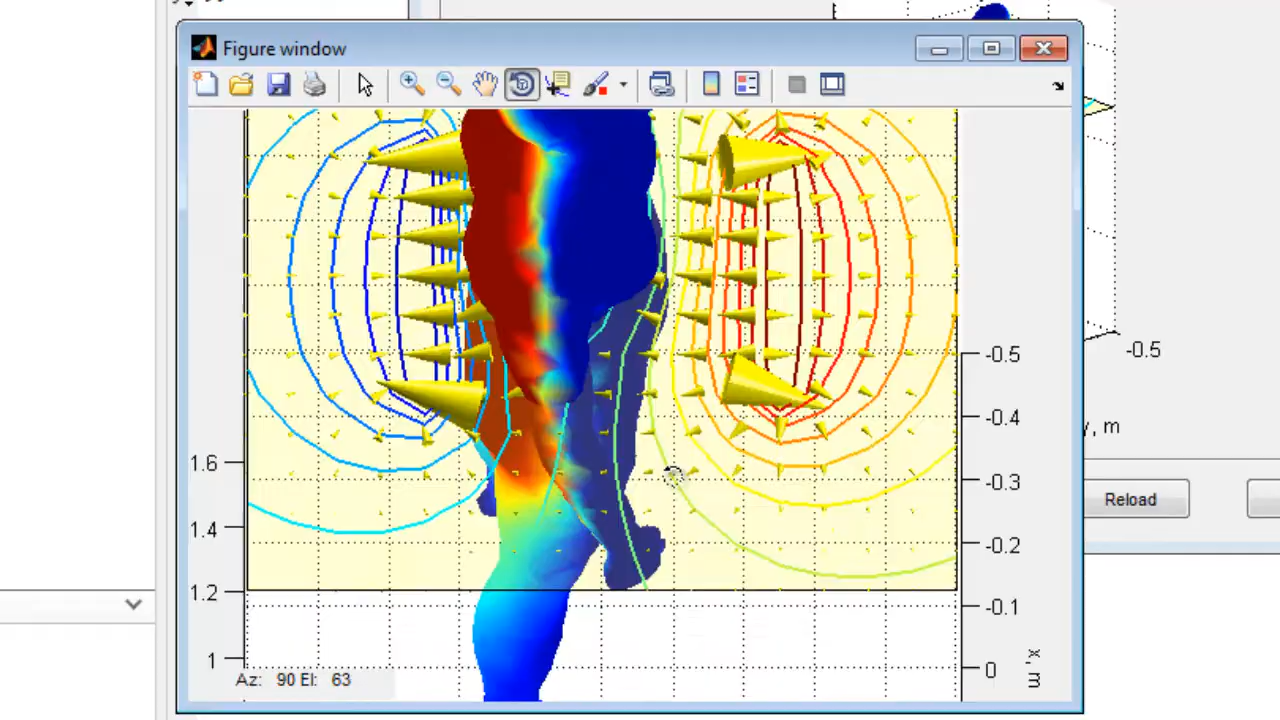 Figure window
-0.5
-0.5
-0.4
y, m
1.6
-0.3
Reload
1.4
-0.2
1.2
-0.1
x, m
1
0
Az: 90 El: 63